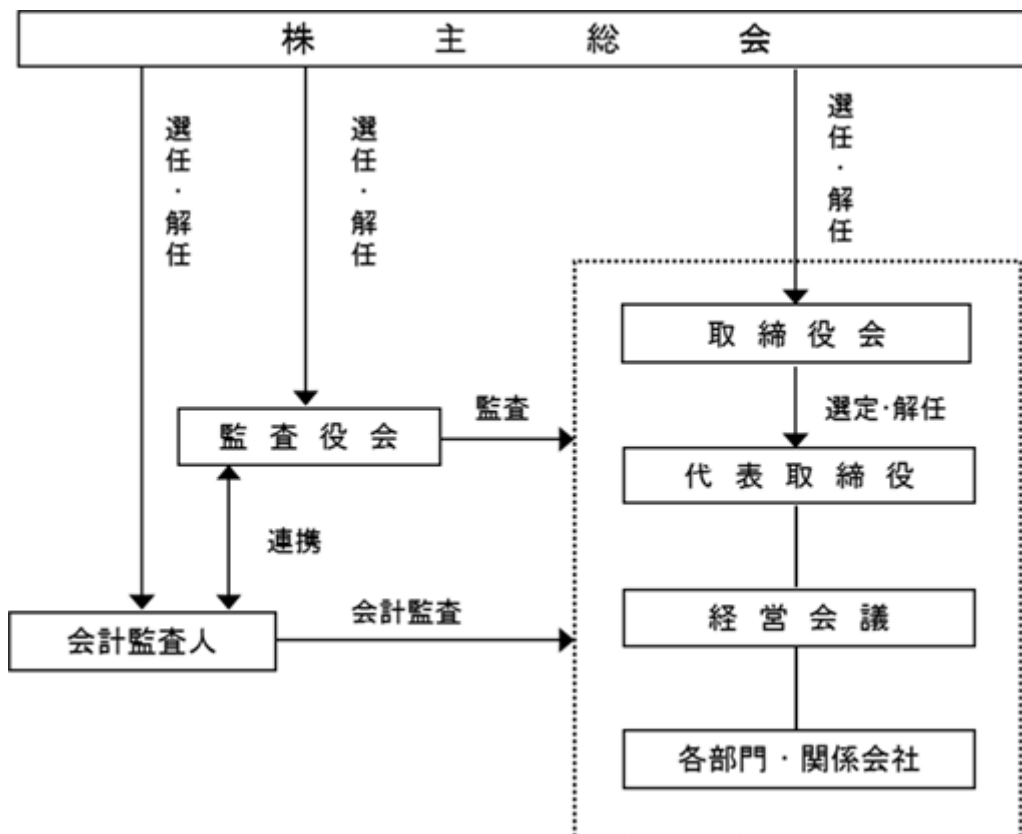 株主総会
選任・解任
選任・解任
選任・解任
取締役会
選定・解任
監査役会
監査
代表取締役
連携
会計監査人
会計監査
経営会議
各部門・関係会社